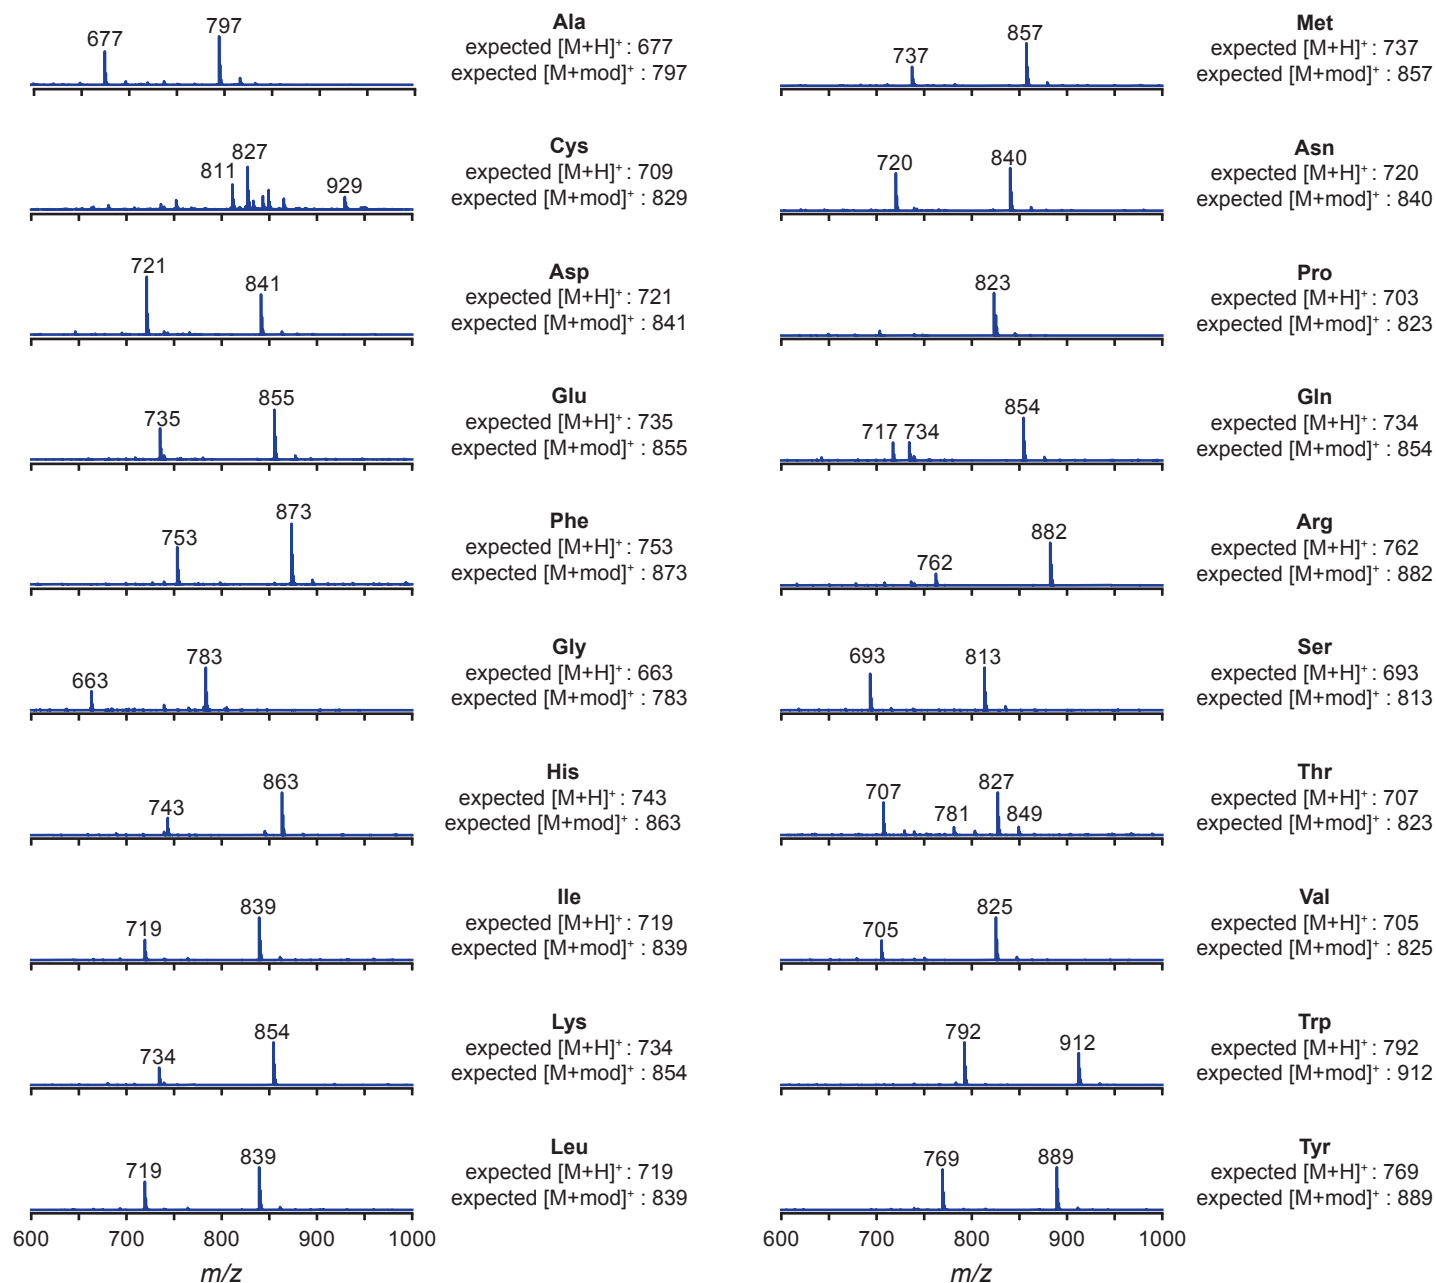 677
797
Ala
expected [M+H]+ : 677
expected [M+mod]+ : 797
811
827
929
Cys
expected [M+H]+ : 709
expected [M+mod]+ : 829
721
841
Asp
expected [M+H]+ : 721
expected [M+mod]+ : 841
735
855
Glu
expected [M+H]+ : 735
expected [M+mod]+ : 855
753
873
Phe
expected [M+H]+ : 753
expected [M+mod]+ : 873
663
783
Gly
expected [M+H]+ : 663
expected [M+mod]+ : 783
743
863
His
expected [M+H]+ : 743
expected [M+mod]+ : 863
719
839
Ile
expected [M+H]+ : 719
expected [M+mod]+ : 839
734
854
Lys
expected [M+H]+ : 734
expected [M+mod]+ : 854
719
839
Leu
expected [M+H]+ : 719
expected [M+mod]+ : 839
600 700 800 900 1000
m/z
737
857
Met
expected [M+H]+ : 737
expected [M+mod]+ : 857
720
840
Asn
expected [M+H]+ : 720
expected [M+mod]+ : 840
823
Pro
expected [M+H]+ : 703
expected [M+mod]+ : 823
717 734
854
Gln
expected [M+H]+ : 734
expected [M+mod]+ : 854
762
882
Arg
expected [M+H]+ : 762
expected [M+mod]+ : 882
693
813
Ser
expected [M+H]+ : 693
expected [M+mod]+ : 813
707
781
827
849
Thr
expected [M+H]+ : 707
expected [M+mod]+ : 823
705
825
Val
expected [M+H]+ : 705
expected [M+mod]+ : 825
792
912
Trp
expected [M+H]+ : 792
expected [M+mod]+ : 912
769
889
Tyr
expected [M+H]+ : 769
expected [M+mod]+ : 889
600 700 800 900 1000
m/z